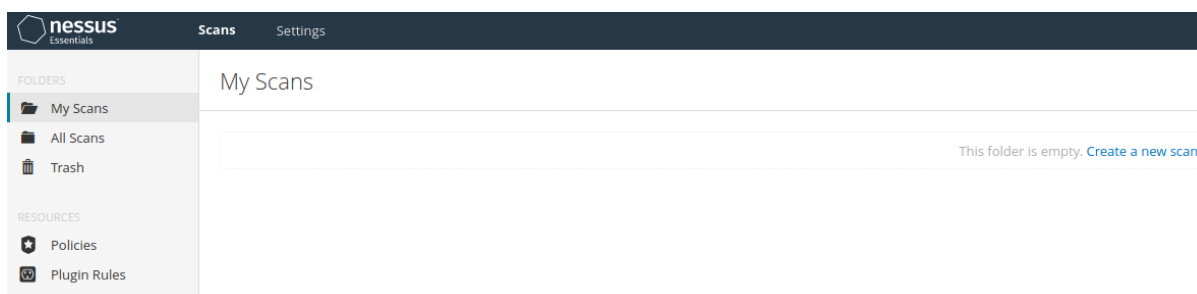 nessus
Essentials
Scans
Settings
FOLDERS
My Scans
All Scans
Trash
RESOURCES
Policies
Plugin Rules
My Scans
This folder is empty. Create a new scan